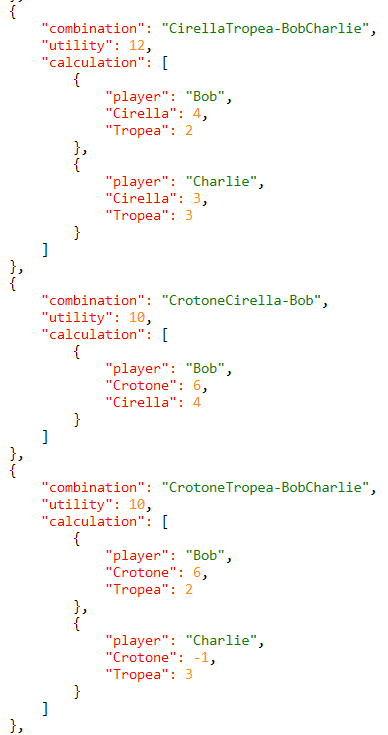 },
{
    "combination": "CirellaTropea-BobCharlie",
    "utility": 12,
    "calculation": [
        {
            "player": "Bob",
            "Cirella": 4,
            "Tropea": 2
        },
        {
            "player": "Charlie",
            "Cirella": 3,
            "Tropea": 3
        }
    ]
},
{
    "combination": "CrotoneCirella-Bob",
    "utility": 10,
    "calculation": [
        {
            "player": "Bob",
            "Crotone": 6,
            "Cirella": 4
        }
    ]
},
{
    "combination": "CrotoneTropea-BobCharlie",
    "utility": 10,
    "calculation": [
        {
            "player": "Bob",
            "Crotone": 6,
            "Tropea": 2
        },
        {
            "player": "Charlie",
            "Crotone": -1,
            "Tropea": 3
        }
    ]
},